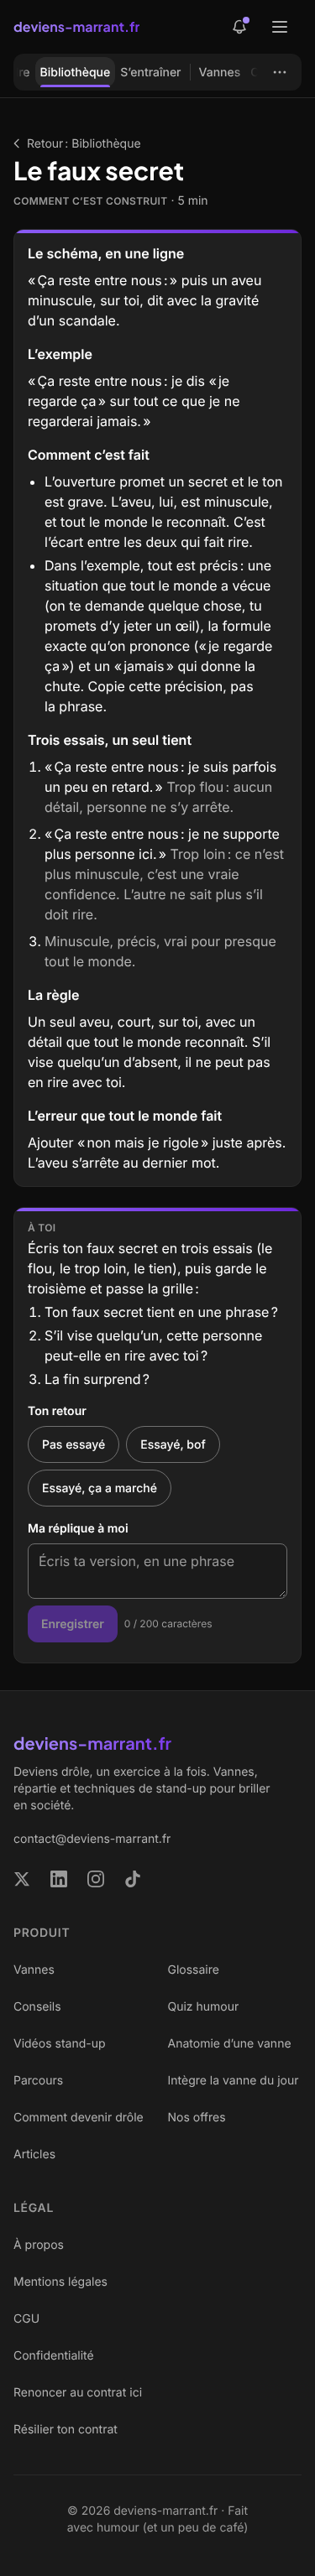 deviens-marrant.fr
re Bibliothèque S’entraîner Vannes
Retour : Bibliothèque
Le faux secret
COMMENT C’EST CONSTRUIT · 5 min
Le schéma, en une ligne
« Ça reste entre nous : » puis un aveu
minuscule, sur toi, dit avec la gravité
d’un scandale.
L’exemple
« Ça reste entre nous : je dis « je
regarde ça » sur tout ce que je ne
regarderai jamais. »
Comment c’est fait
• L’ouverture promet un secret et le ton
est grave. L’aveu, lui, est minuscule,
et tout le monde le reconnaît. C’est
l’écart entre les deux qui fait rire.
• Dans l’exemple, tout est précis : une
situation que tout le monde a vécue
(on te demande quelque chose, tu
promets d’y jeter un œil), la formule
exacte qu’on prononce (« je regarde
ça ») et un « jamais » qui donne la
chute. Copie cette précision, pas
la phrase.
Trois essais, un seul tient
1. « Ça reste entre nous : je suis parfois
un peu en retard. » Trop flou : aucun
détail, personne ne s’y arrête.
2. « Ça reste entre nous : je ne supporte
plus personne ici. » Trop loin : ce n’est
plus minuscule, c’est une vraie
confidence. L’autre ne sait plus s’il
doit rire.
3. Minuscule, précis, vrai pour presque
tout le monde.
La règle
Un seul aveu, court, sur toi, avec un
détail que tout le monde reconnaît. S’il
vise quelqu’un d’absent, il ne peut pas
en rire avec toi.
L’erreur que tout le monde fait
Ajouter « non mais je rigole » juste après.
L’aveu s’arrête au dernier mot.
À TOI
Écris ton faux secret en trois essais (le
flou, le trop loin, le tien), puis garde le
troisième et passe la grille :
1. Ton faux secret tient en une phrase ?
2. S’il vise quelqu’un, cette personne
peut-elle en rire avec toi ?
3. La fin surprend ?
Ton retour
Pas essayé Essayé, bof
Essayé, ça a marché
Ma réplique à moi
Écris ta version, en une phrase
Enregistrer 0 / 200 caractères
deviens-marrant.fr
Deviens drôle, un exercice à la fois. Vannes,
répartie et techniques de stand-up pour briller
en société.
contact@deviens-marrant.fr
PRODUIT
Vannes Glossaire
Conseils Quiz humour
Vidéos stand-up Anatomie d’une vanne
Parcours Intègre la vanne du jour
Comment devenir drôle Nos offres
Articles
LÉGAL
À propos
Mentions légales
CGU
Confidentialité
Renoncer au contrat ici
Résilier ton contrat
© 2026 deviens-marrant.fr · Fait
avec humour (et un peu de café)